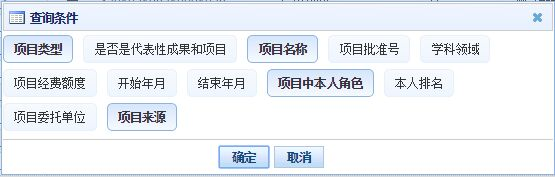 查询条件
项目类型 是否是代表性成果和项目 项目名称 项目批准号 学科领域
项目经费额度 开始年月 结束年月 项目中本人角色 本人排名
项目委托单位 项目来源
确定 取消